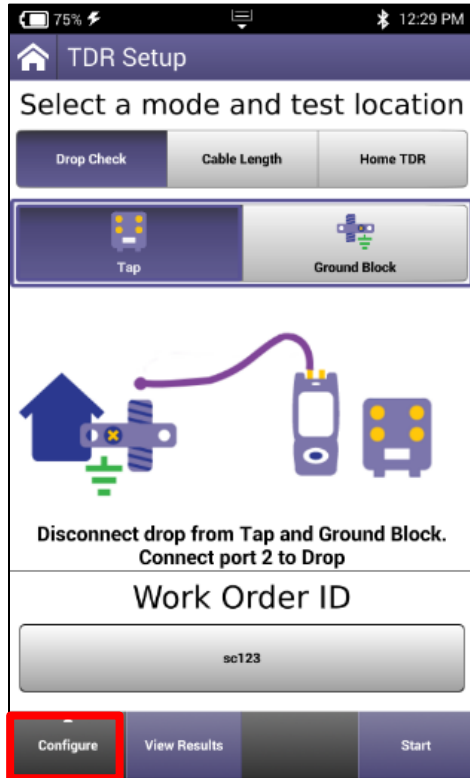 75% 12:29 PM
TDR Setup
Select a mode and test location
Drop Check Cable Length Home TDR
Tap Ground Block
Disconnect drop from Tap and Ground Block.
Connect port 2 to Drop
Work Order ID
sc123
Configure View Results Start